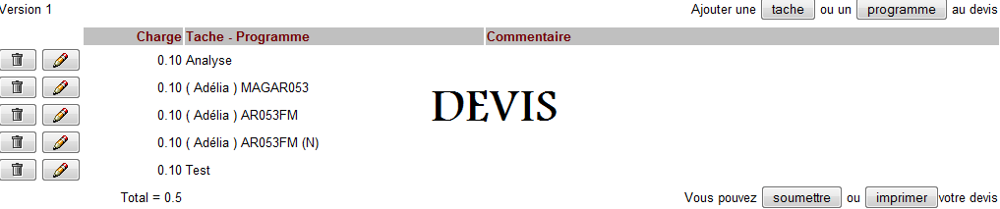 Version 1 Ajouter une tache ou un programme au devis
Charge Tache - Programme Commentaire
0.10 Analyse
0.10 ( Adélia ) MAGAR053
DEVIS
0.10 ( Adélia ) AR053FM
0.10 ( Adélia ) AR053FM (N)
0.10 Test
Total = 0.5 Vous pouvez soumettre ou imprimer votre devis